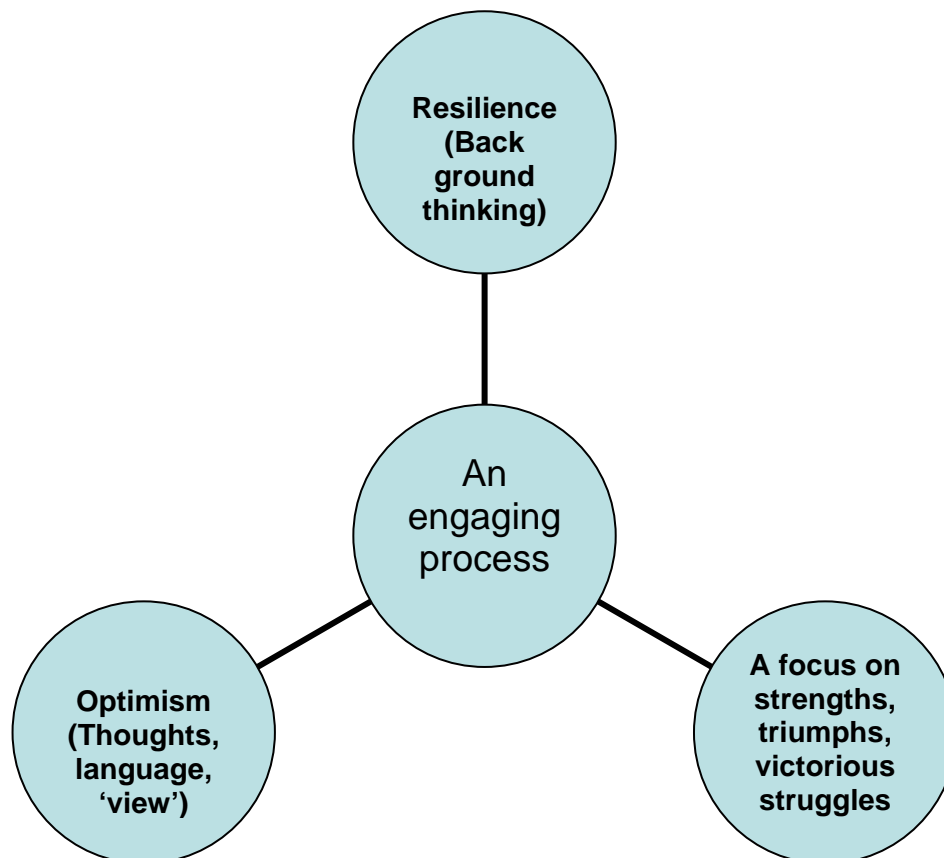 Resilience
(Back
ground
thinking)
An
engaging
process
Optimism
(Thoughts,
language,
‘view’)
A focus on
strengths,
triumphs,
victorious
struggles